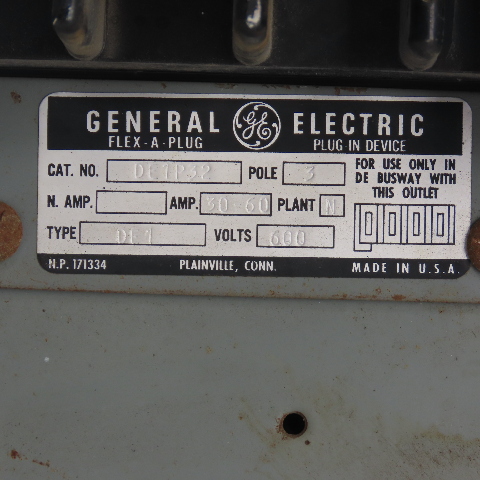 GENERAL GE ELECTRIC
FLEX-A-PLUG PLUG-IN DEVICE
CAT. NO. POLE 3
FOR USE ONLY IN
DE BUSWAY WITH
THIS OUTLET
N. AMP. AMP. 30-60 PLANT N
TYPE VOLTS 600
N.P. 171334 PLAINVILLE, CONN. MADE IN U.S.A.